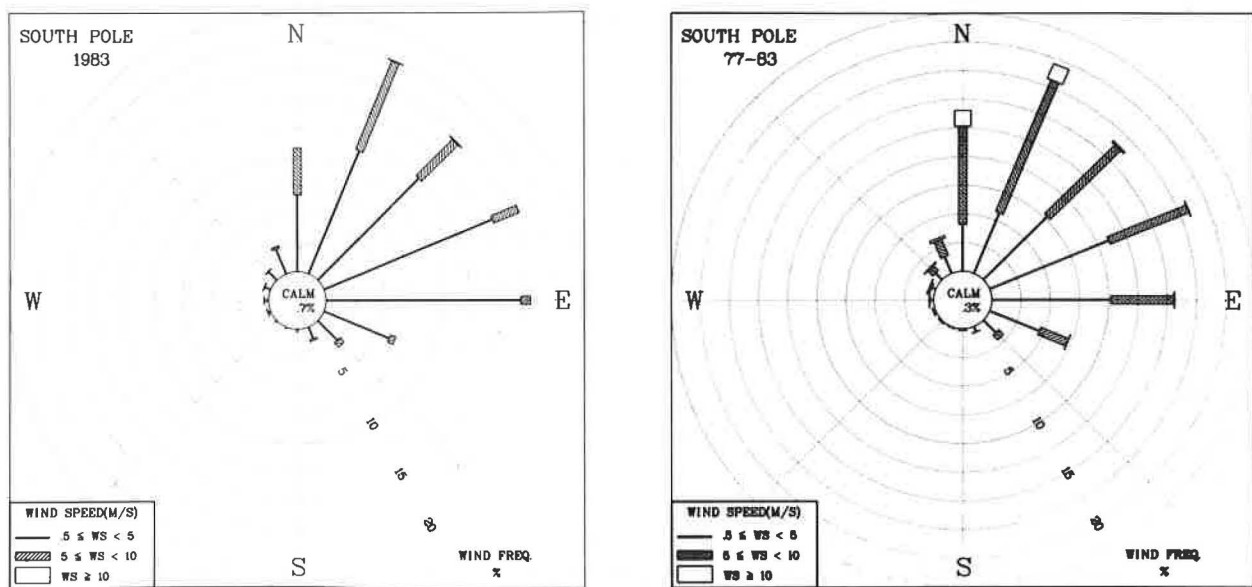 SOUTH POLE
1983
N
W
CALM
.7%
E
5
10
15
20
S
WIND SPEED(M/S)
.5 ≤ WS < 5
5 ≤ WS < 10
WS ≥ 10
WIND FREQ.
%
SOUTH POLE
77-83
N
W
CALM
.3%
E
5
10
15
20
S
WIND SPEED(M/S)
.5 ≤ WS < 5
5 ≤ WS < 10
WS ≥ 10
WIND FREQ.
%